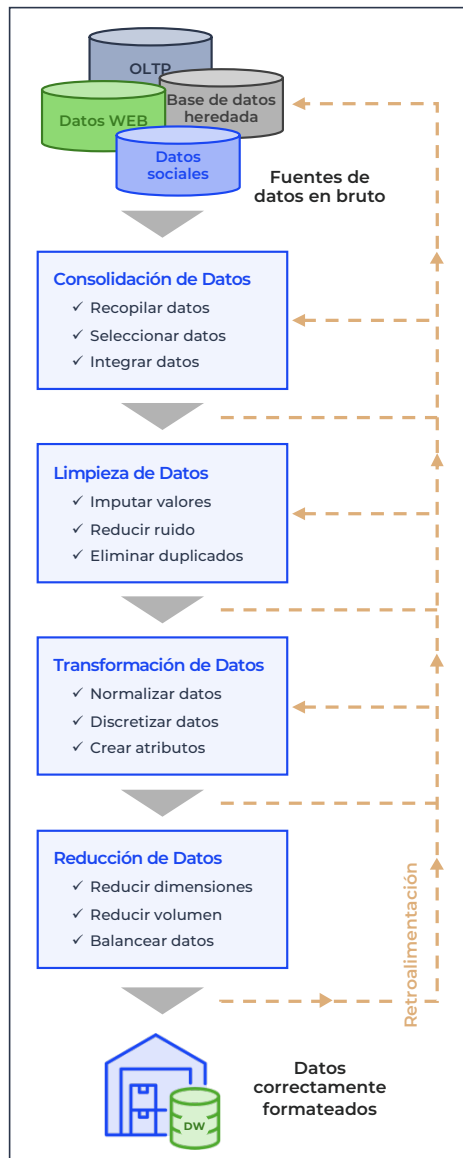 OLTP
Datos WEB
Base de datos
heredada
Datos
sociales
Fuentes de
datos en bruto
Consolidación de Datos
✓ Recopilar datos
✓ Seleccionar datos
✓ Integrar datos
Limpieza de Datos
✓ Imputar valores
✓ Reducir ruido
✓ Eliminar duplicados
Transformación de Datos
✓ Normalizar datos
✓ Discretizar datos
✓ Crear atributos
Reducción de Datos
✓ Reducir dimensiones
✓ Reducir volumen
✓ Balancear datos
Retroalimentación
DW
Datos
correctamente
formateados